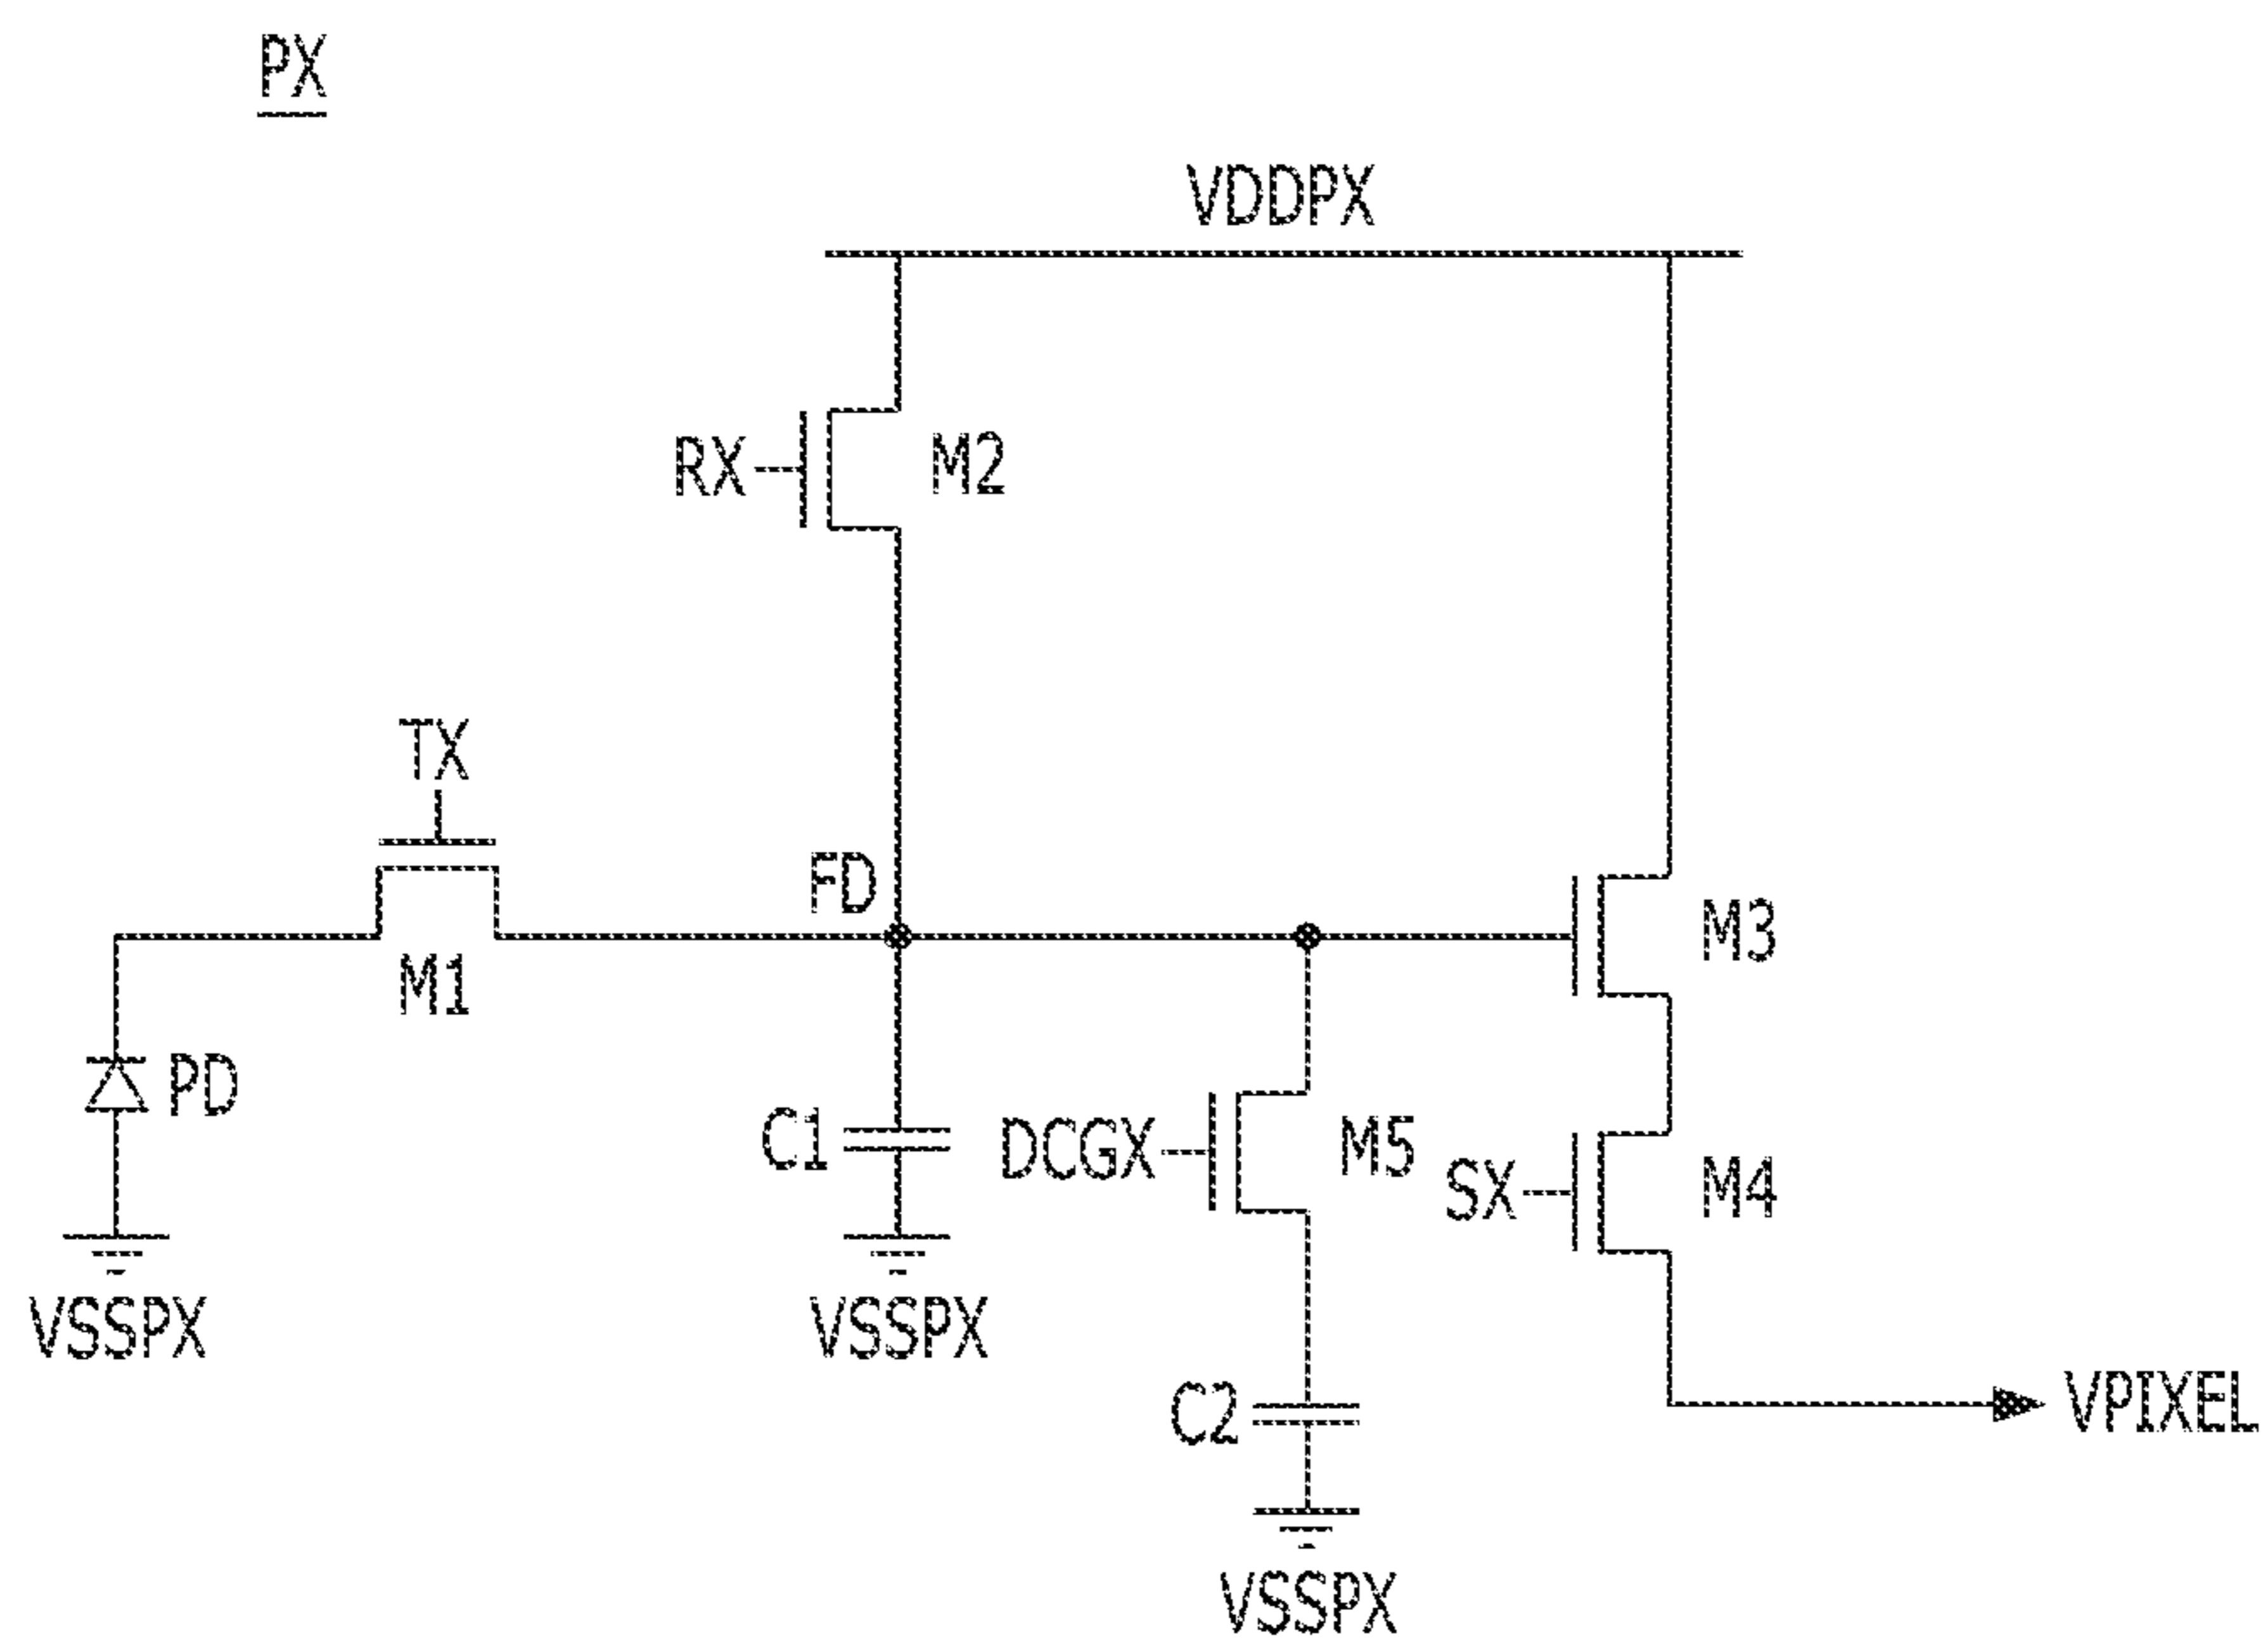 PX
VDDPX
RX
M2
TX
FD
M3
M1
PD
C1
DCGX
M5
SX
M4
VSSPX
VSSPX
C2
VPIXEL
VSSPX